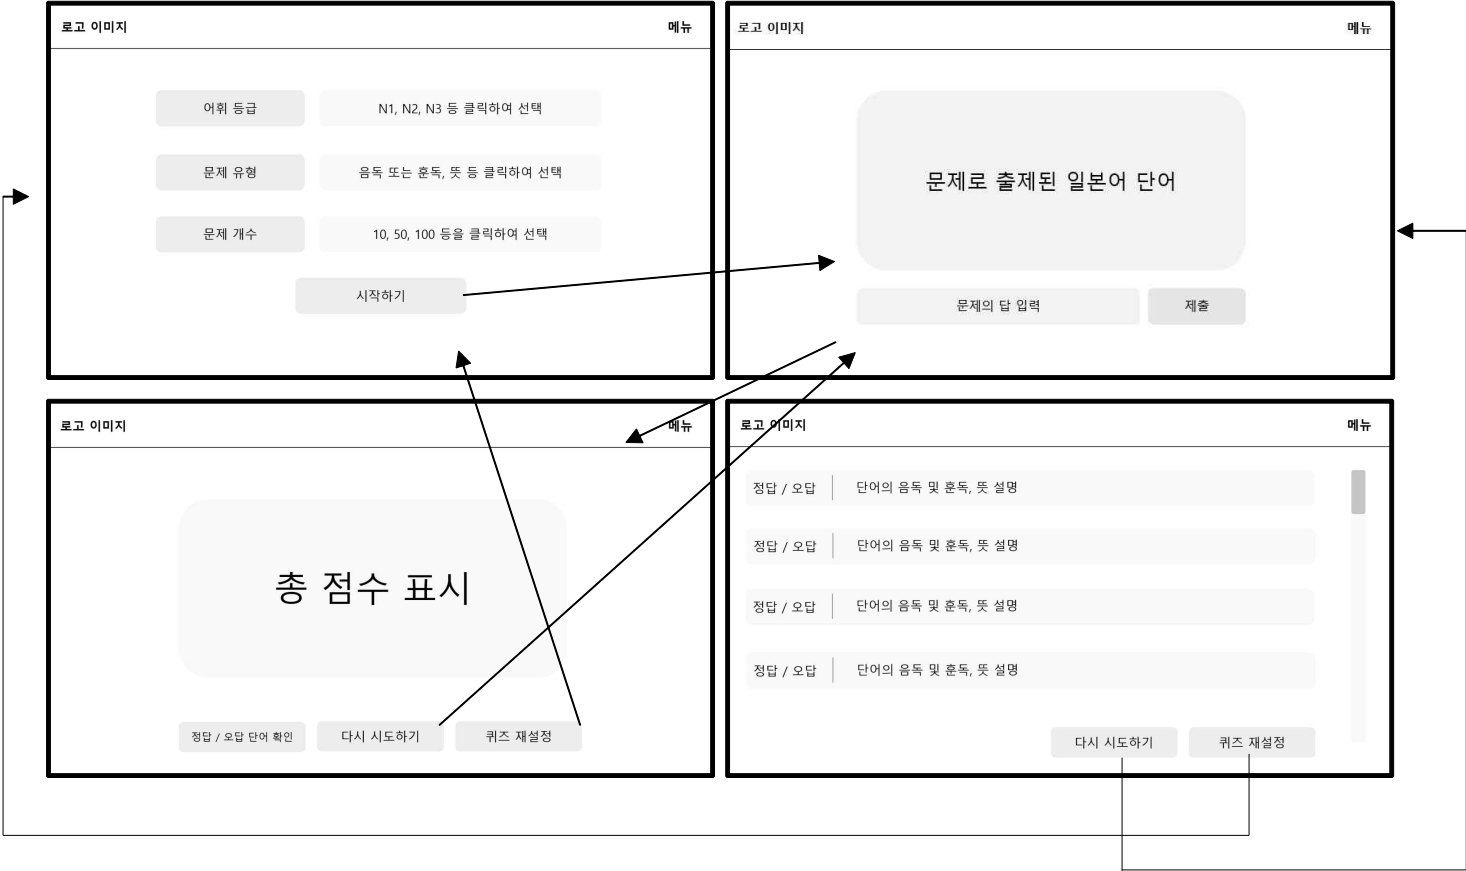 로고 이미지
메뉴
어휘 등급
N1, N2, N3 등 클릭하여 선택
문제 유형
음독 또는 훈독, 뜻 등 클릭하여 선택
문제 개수
10, 50, 100 등을 클릭하여 선택
시작하기
로고 이미지
메뉴
문제로 출제된 일본어 단어
문제의 답 입력
제출
로고 이미지
메뉴
총 점수 표시
정답 / 오답 단어 확인
다시 시도하기
퀴즈 재설정
로고 이미지
메뉴
정답 / 오답
단어의 음독 및 훈독, 뜻 설명
정답 / 오답
단어의 음독 및 훈독, 뜻 설명
정답 / 오답
단어의 음독 및 훈독, 뜻 설명
정답 / 오답
단어의 음독 및 훈독, 뜻 설명
다시 시도하기
퀴즈 재설정